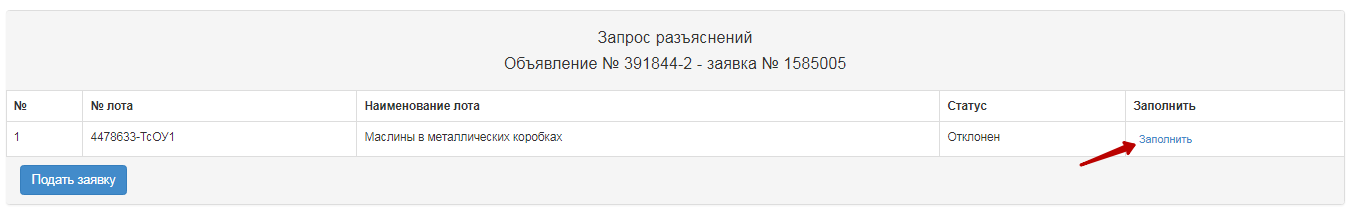 Запрос разъяснений
Объявление № 391844-2 - заявка № 1585005
№ № лота Наименование лота Статус Заполнить
1 4478633-ТсОУ1 Маслины в металлических коробках Отклонен Заполнить
Подать заявку